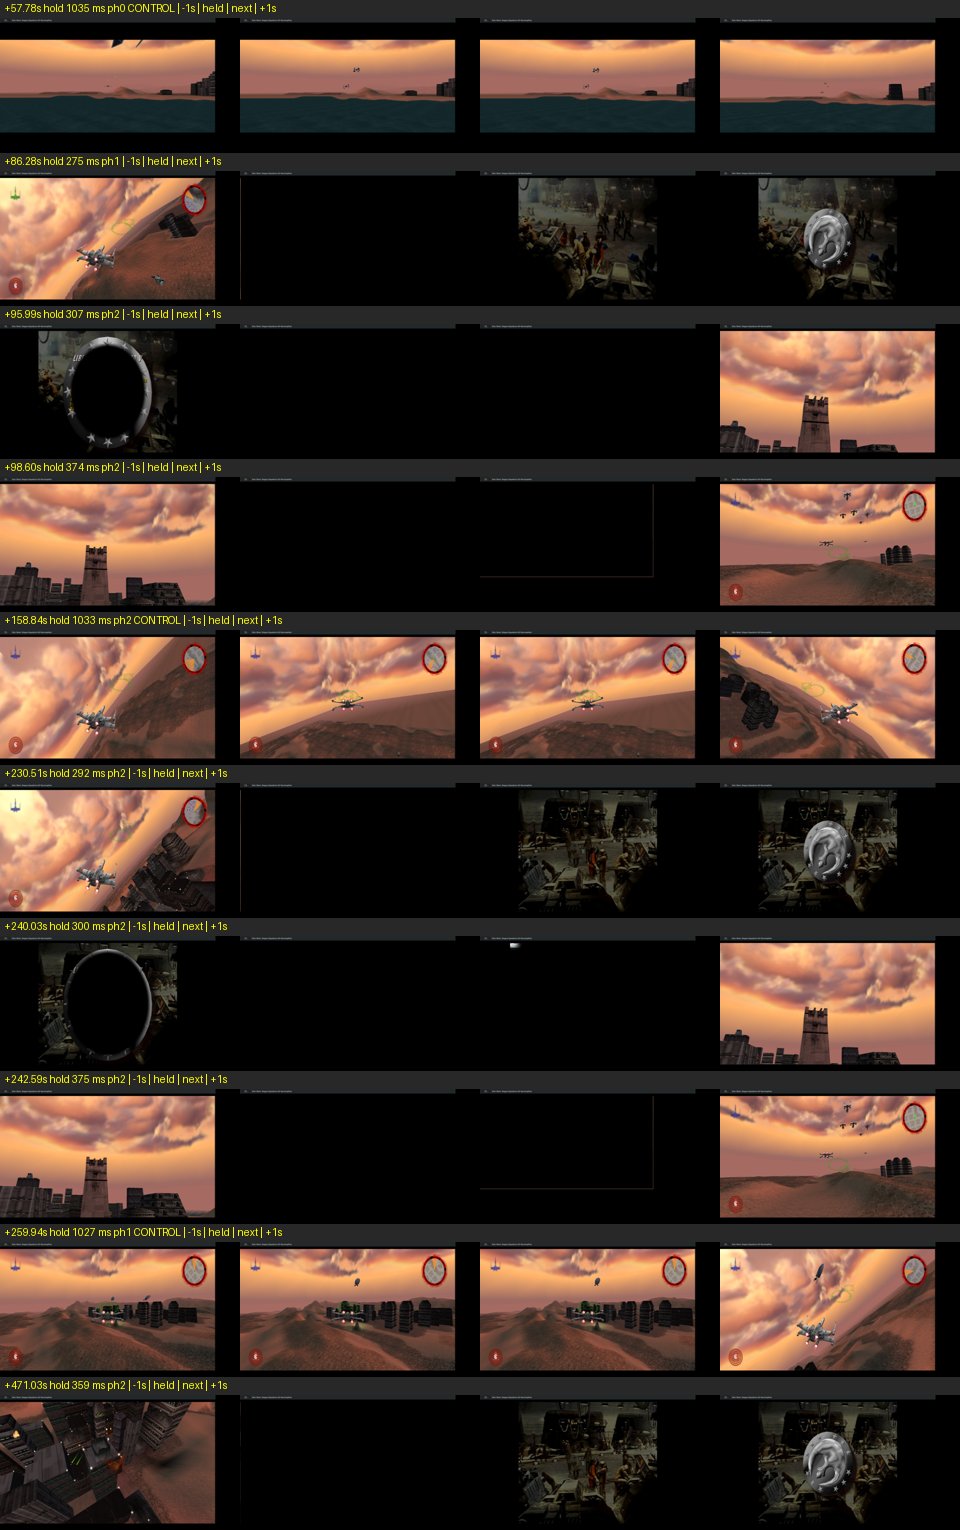 +57.78s hold 1035 ms ph0 CONTROL | -1s | held | next | +1s
+86.28s hold 275 ms ph1 | -1s | held | next | +1s
+95.99s hold 307 ms ph2 | -1s | held | next | +1s
+98.60s hold 374 ms ph2 | -1s | held | next | +1s
+158.84s hold 1033 ms ph2 CONTROL | -1s | held | next | +1s
+230.51s hold 292 ms ph2 | -1s | held | next | +1s
+240.03s hold 300 ms ph2 | -1s | held | next | +1s
+242.59s hold 375 ms ph2 | -1s | held | next | +1s
+259.94s hold 1027 ms ph1 CONTROL | -1s | held | next | +1s
+471.03s hold 359 ms ph2 | -1s | held | next | +1s